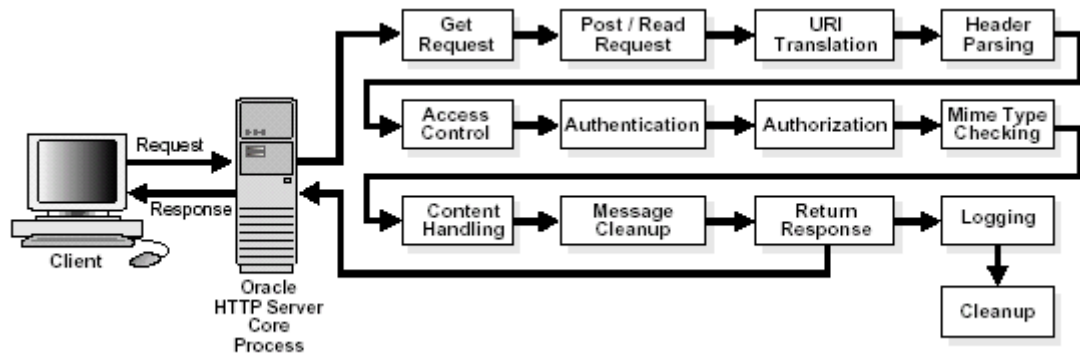 Get
Request
Post / Read
Request
URI
Translation
Header
Parsing
Access
Control
Authentication
Authorization
Mime Type
Checking
Request
Response
Content
Handling
Message
Cleanup
Return
Response
Logging
Client
Oracle
HTTP Server
Core
Process
Cleanup